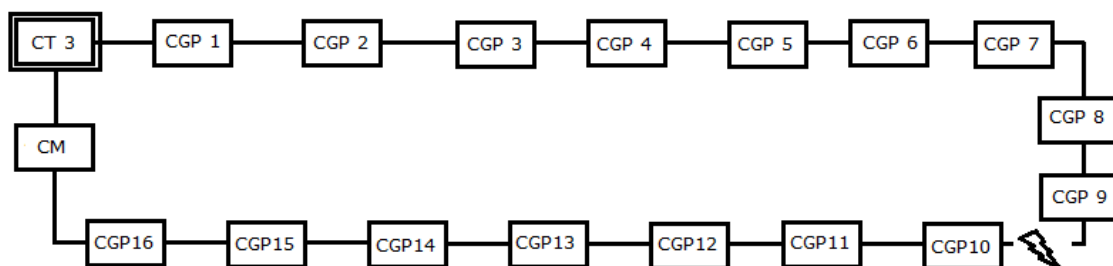 CT 3
CGP 1
CGP 2
CGP 3
CGP 4
CGP 5
CGP 6
CGP 7
CGP 8
CM
CGP 9
CGP16
CGP15
CGP14
CGP13
CGP12
CGP11
CGP10